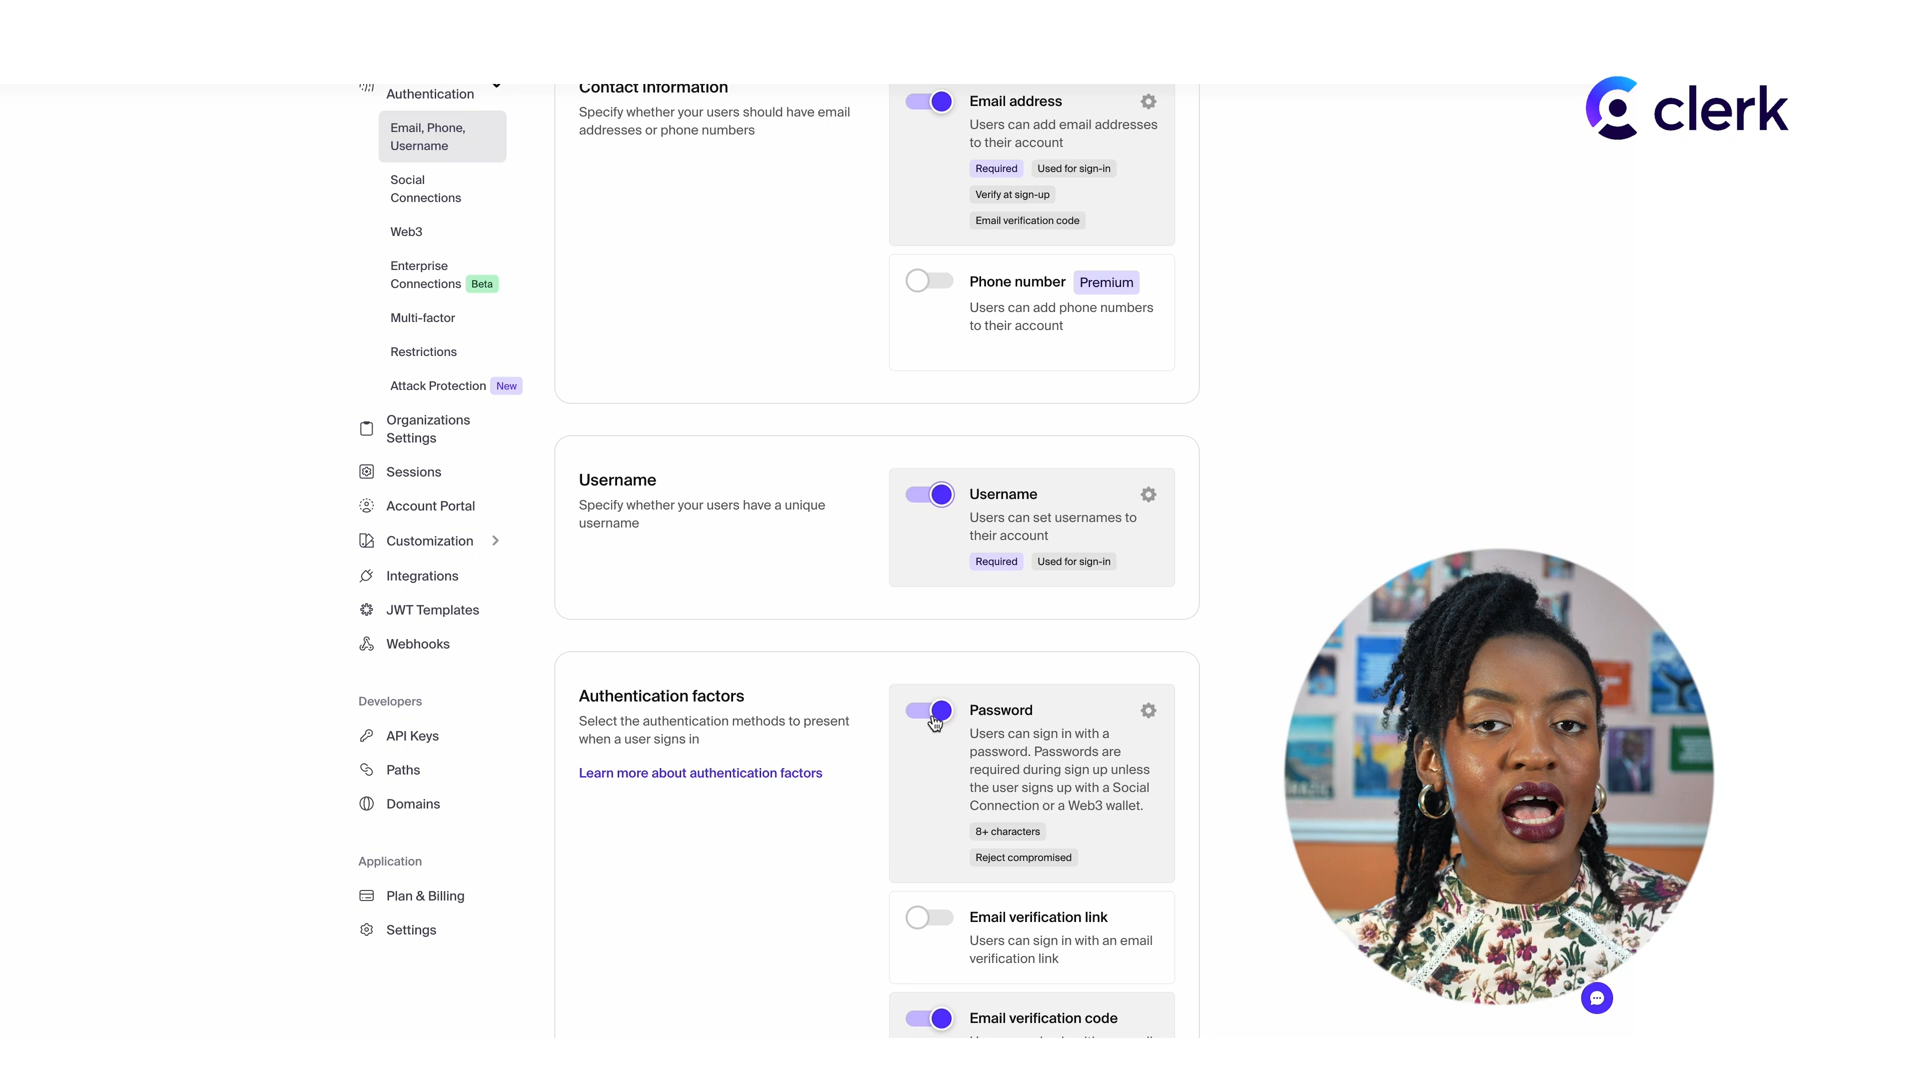 Authentication
Email, Phone,
Username
Social
Connections
Web3
Enterprise
Connections Beta
Multi-factor
Restrictions
Attack Protection New
Organizations
Settings
Sessions
Account Portal
Customization
Integrations
JWT Templates
Webhooks
Developers
API Keys
Paths
Domains
Application
Plan & Billing
Settings
Contact Information
Specify whether your users should have email
addresses or phone numbers
Email address
Users can add email addresses
to their account
Required Used for sign-in
Verify at sign-up
Email verification code
Phone number Premium
Users can add phone numbers
to their account
Username
Specify whether your users have a unique
username
Username
Users can set usernames to
their account
Required Used for sign-in
Authentication factors
Select the authentication methods to present
when a user signs in
Learn more about authentication factors
Password
Users can sign in with a
password. Passwords are
required during sign up unless
the user signs up with a Social
Connection or a Web3 wallet.
8+ characters
Reject compromised
Email verification link
Users can sign in with an email
verification link
Email verification code
clerk